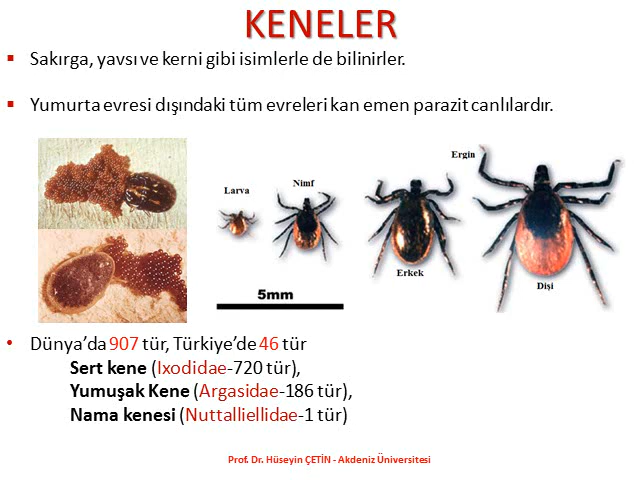 KENELER
▪ Sakırga, yavsı ve kerni gibi isimlerle de bilinirler.
▪ Yumurta evresi dışındaki tüm evreleri kan emen parazit canlılardır.
Larva
Nimf
Erkek
Ergin
Dişi
5mm
• Dünya’da 907 tür, Türkiye’de 46 tür
Sert kene (Ixodidae-720 tür),
Yumuşak Kene (Argasidae-186 tür),
Nama kenesi (Nuttalliellidae-1 tür)
Prof. Dr. Hüseyin ÇETİN - Akdeniz Üniversitesi